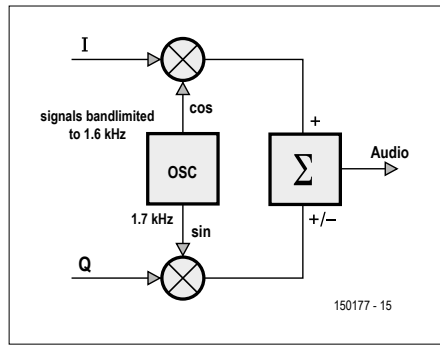 I
signals bandlimited
to 1.6 kHz
cos
+
OSC
Σ
Audio
1.7 kHz
sin
+/–
Q
150177 - 15